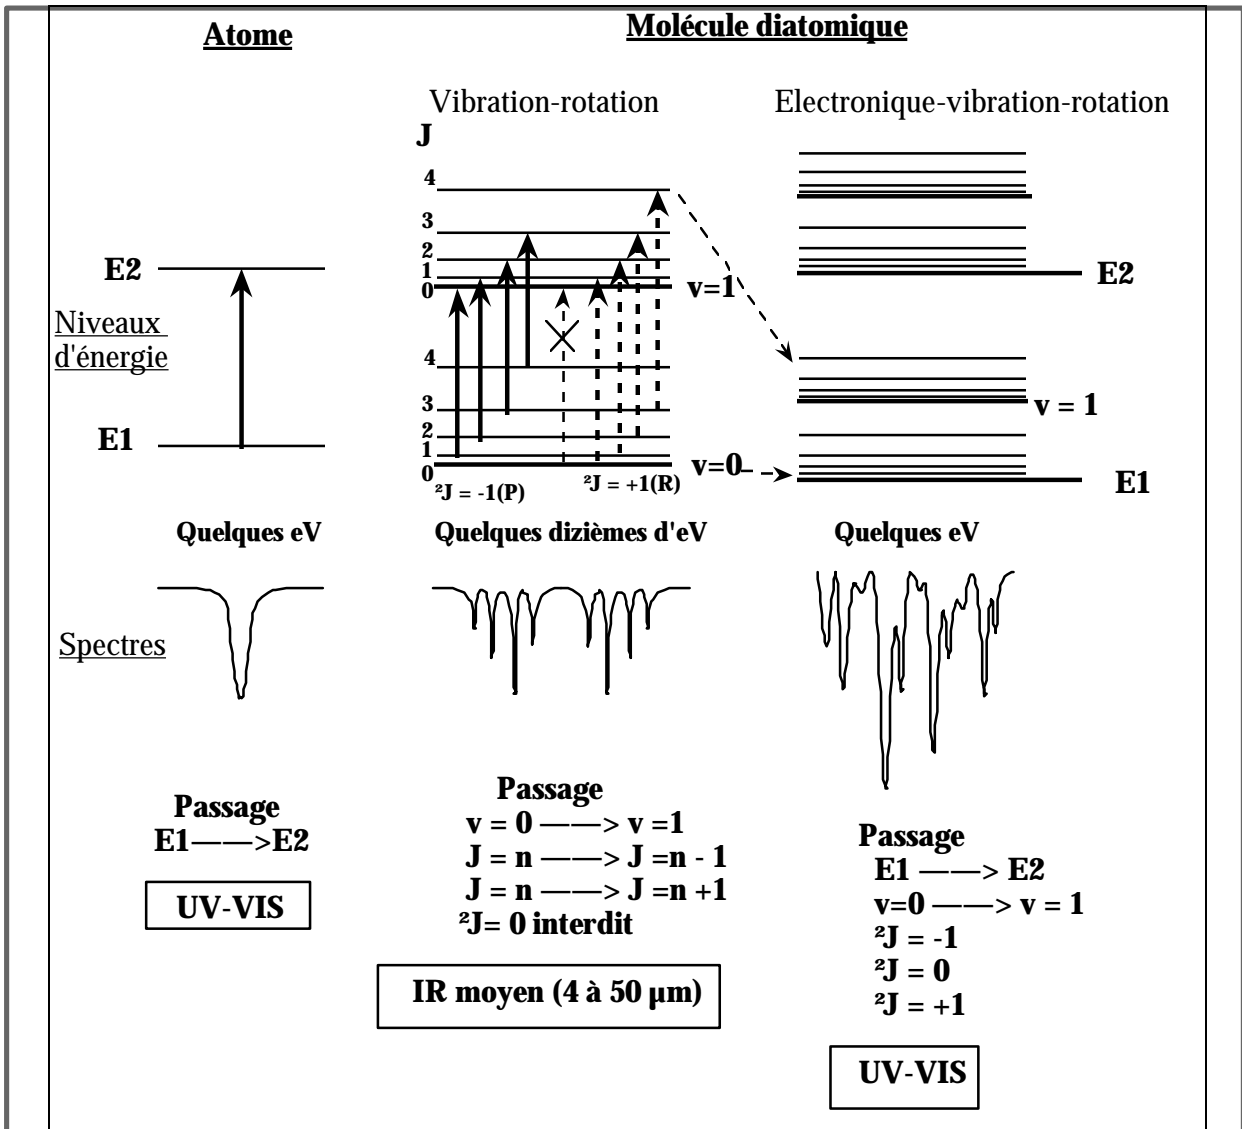 Atome
Molécule diatomique
Vibration-rotation
Electronique-vibration-rotation
J
4
3
2
1
0
v=1
4
3
2
1
0
v=0
²J = -1(P)
²J = +1(R)
E2
Niveaux
d'énergie
E1
E2
v = 1
E1
Quelques eV
Quelques dizièmes d'eV
Quelques eV
Spectres
Passage
E1——>E2
UV-VIS
Passage
v = 0 ——> v =1
J = n ——> J =n - 1
J = n ——> J =n +1
²J= 0 interdit
IR moyen (4 à 50 µm)
Passage
E1 ——> E2
v=0 ——> v = 1
²J = -1
²J = 0
²J = +1
UV-VIS